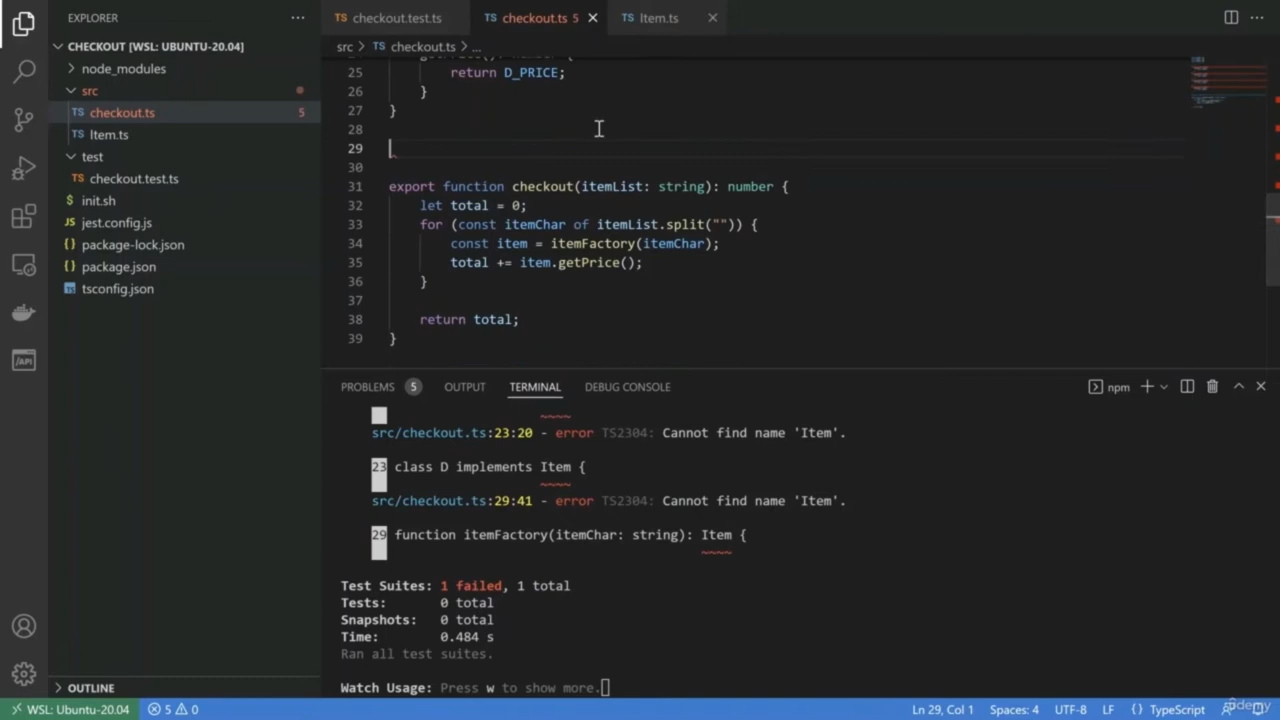 EXPLORER
checkout.test.ts
checkout.ts 5
Item.ts
CHECKOUT [WSL: UBUNTU-20.04]
src > checkout.ts > ...
node_modules
src
checkout.ts 5
Item.ts
test
checkout.test.ts
init.sh
jest.config.js
package-lock.json
package.json
tsconfig.json
25 return D_PRICE;
26 }
27 }
28
29
30
31 export function checkout(itemList: string): number {
32 let total = 0;
33 for (const itemChar of itemList.split("")) {
34 const item = itemFactory(itemChar);
35 total += item.getPrice();
36 }
37
38 return total;
39 }
PROBLEMS 5 OUTPUT TERMINAL DEBUG CONSOLE npm
src/checkout.ts:23:20 - error TS2304: Cannot find name 'Item'.
23 class D implements Item {
~~~~
src/checkout.ts:29:41 - error TS2304: Cannot find name 'Item'.
29 function itemFactory(itemChar: string): Item {
~~~~
Test Suites: 1 failed, 1 total
Tests: 0 total
Snapshots: 0 total
Time: 0.484 s
Ran all test suites.
Watch Usage: Press w to show more.
OUTLINE
WSL: Ubuntu-20.04 5 0 Ln 29, Col 1 Spaces: 4 UTF-8 LF {} TypeScript
Udemy